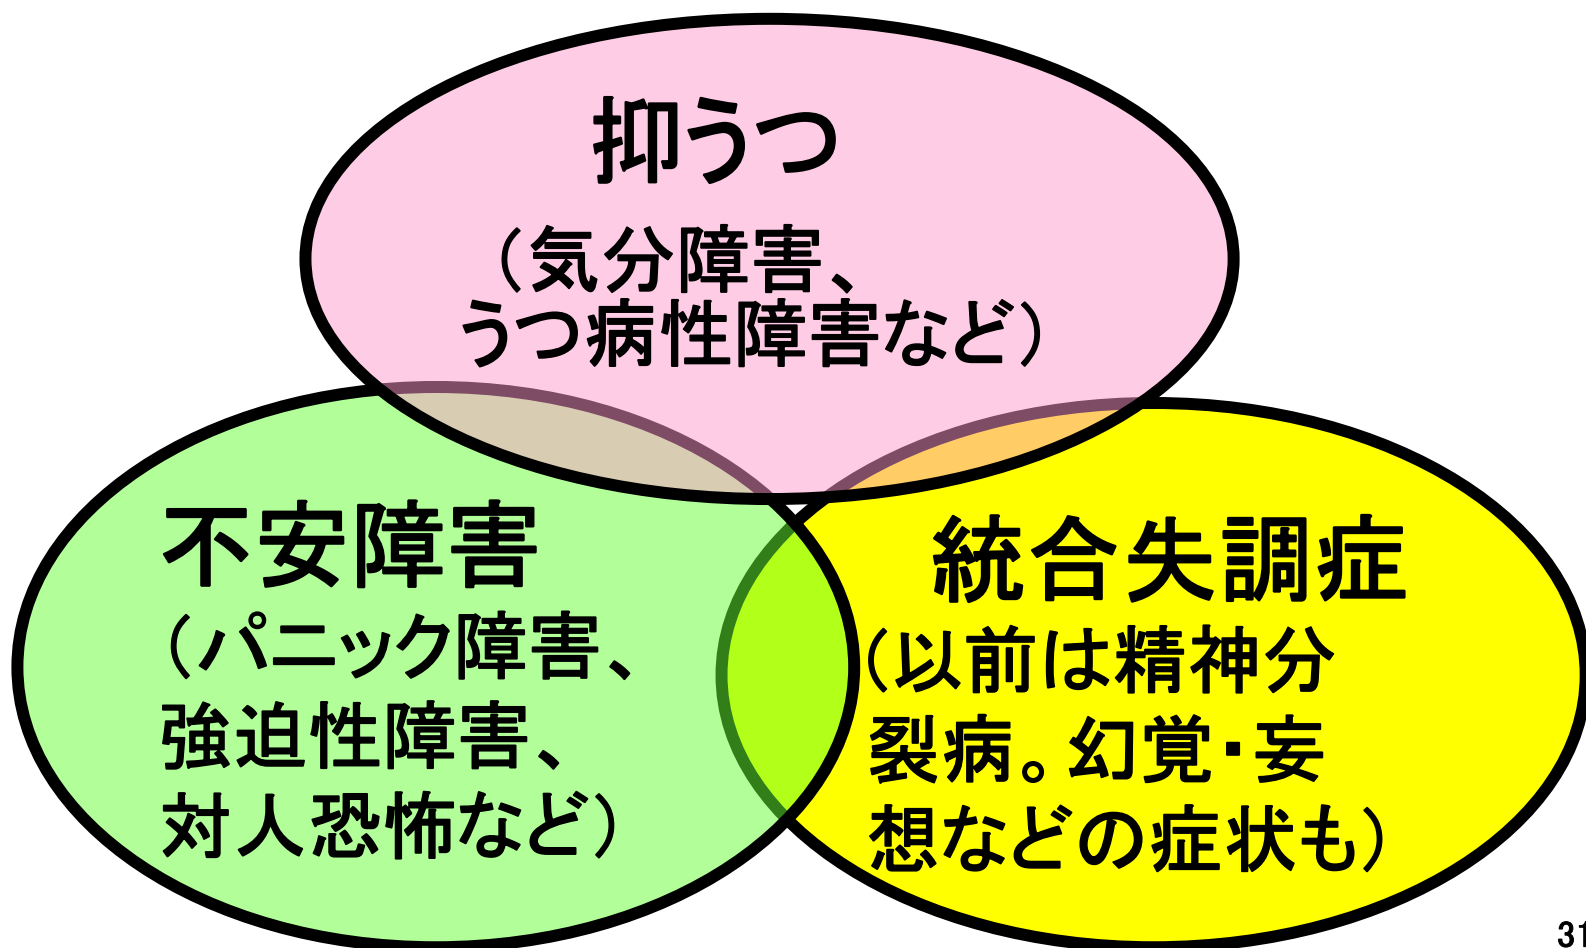 抑うつ
（気分障害、
うつ病性障害など）
不安障害
（パニック障害、
強迫性障害、
対人恐怖など）
統合失調症
（以前は精神分
裂病。幻覚・妄
想などの症状も）
31